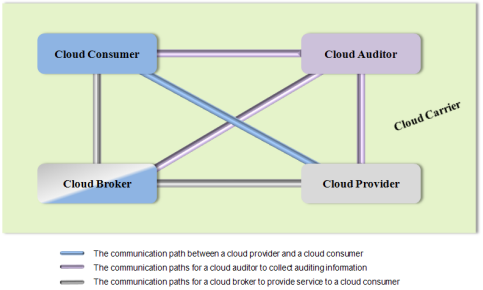 Cloud Consumer
Cloud Auditor
Cloud Carrier
Cloud Broker
Cloud Provider
The communication path between a cloud provider and a cloud consumer
The communication paths for a cloud auditor to collect auditing information
The communication paths for a cloud broker to provide service to a cloud consumer